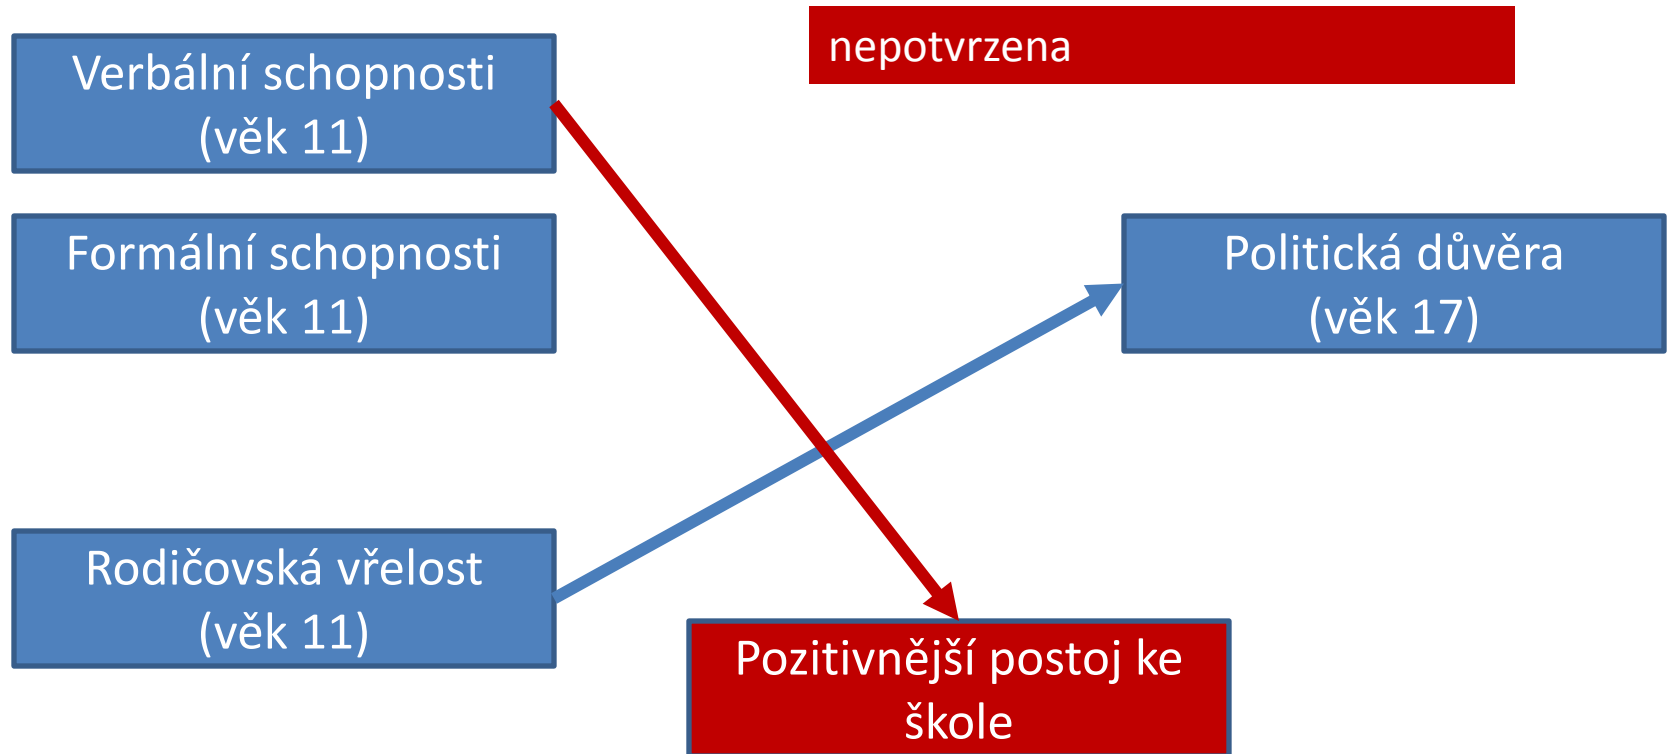 nepotvrzena
Verbální schopnosti
(věk 11)
Formální schopnosti
(věk 11)
Politická důvěra
(věk 17)
Rodičovská vřelost
(věk 11)
Pozitivnější postoj ke
škole